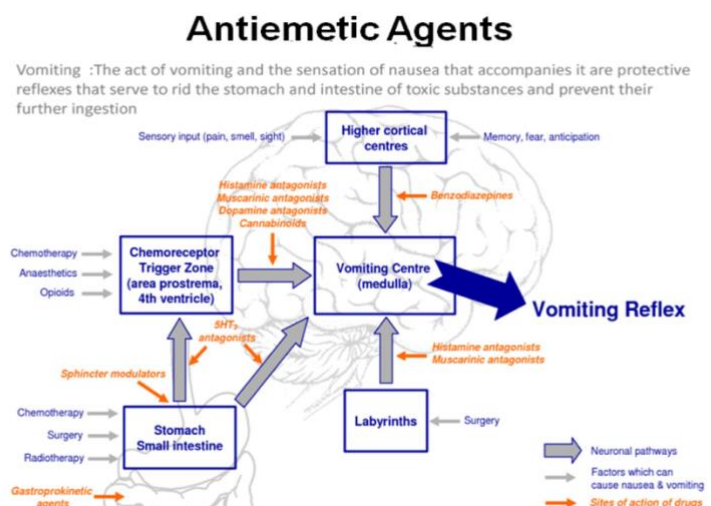 Antiemetic Agents
Vomiting :The act of vomiting and the sensation of nausea that accompanies it are protective
reflexes that serve to rid the stomach and intestine of toxic substances and prevent their
further ingestion
Sensory input (pain, smell, sight)
Higher cortical
centres
Memory, fear, anticipation
Histamine antagonists
Muscarinic antagonists
Dopamine antagonists
Cannabinoids
Benzodiazepines
Chemotherapy
Anaesthetics
Opioids
Chemoreceptor
Trigger Zone
(area prostrema,
4th ventricle)
Vomiting Centre
(medulla)
Vomiting Reflex
5HT₃
antagonists
Histamine antagonists
Muscarinic antagonists
Sphincter modulators
Chemotherapy
Surgery
Radiotherapy
Stomach
Small intestine
Labyrinths
Surgery
Neuronal pathways
Factors which can
cause nausea & vomiting
Sites of action of drugs
Gastroprokinetic
agents